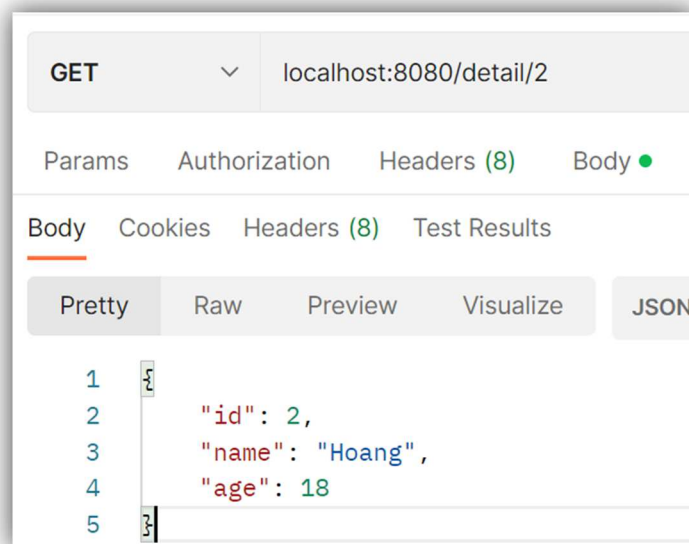 GET localhost:8080/detail/2
Params Authorization Headers (8) Body
Body Cookies Headers (8) Test Results
Pretty Raw Preview Visualize JSON
1 {
2 "id": 2,
3 "name": "Hoang",
4 "age": 18
5 }